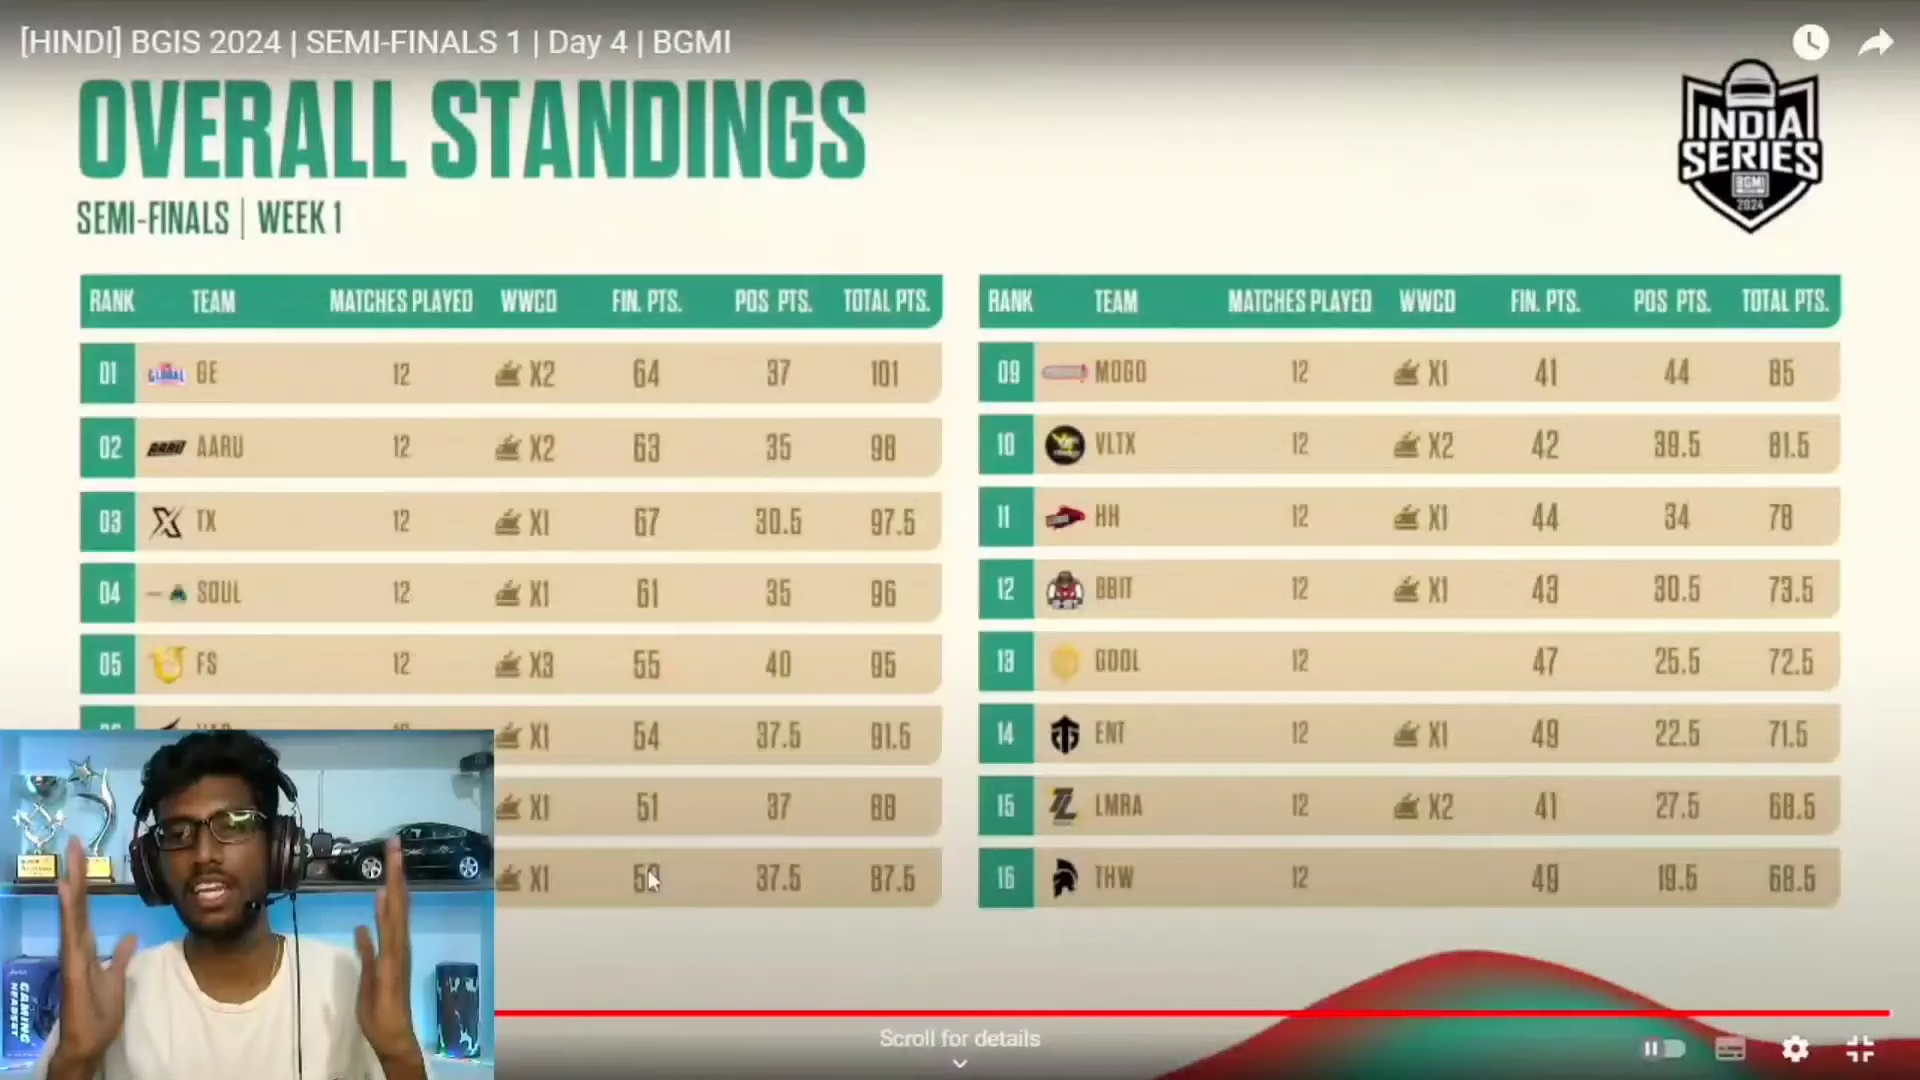 [HINDI] BGIS 2024 | SEMI-FINALS 1 | Day 4 | BGMI
OVERALL STANDINGS
SEMI-FINALS | WEEK 1
INDIA
SERIES
BGMI
2024
RANK TEAM MATCHES PLAYED WWCD FIN. PTS. POS PTS. TOTAL PTS.
01 GLOBAL GE 12 X2 64 37 101
02 AARU AARU 12 X2 63 35 98
03 TX 12 X1 67 30.5 97.5
04 SOUL 12 X1 61 35 96
05 FS 12 X3 55 40 95
X1 54 37.5 91.5
X1 51 37 88
X1 37.5 87.5
RANK TEAM MATCHES PLAYED WWCD FIN. PTS. POS PTS. TOTAL PTS.
09 MOGO 12 X1 41 44 85
10 VLTX 12 X2 42 39.5 81.5
11 HH 12 X1 44 34 78
12 BBIT 12 X1 43 30.5 73.5
13 GODL 12 47 25.5 72.5
14 ENT 12 X1 49 22.5 71.5
15 LMRA 12 X2 41 27.5 68.5
16 THW 12 49 19.5 68.5
GAMING
HEADSET
Scroll for details